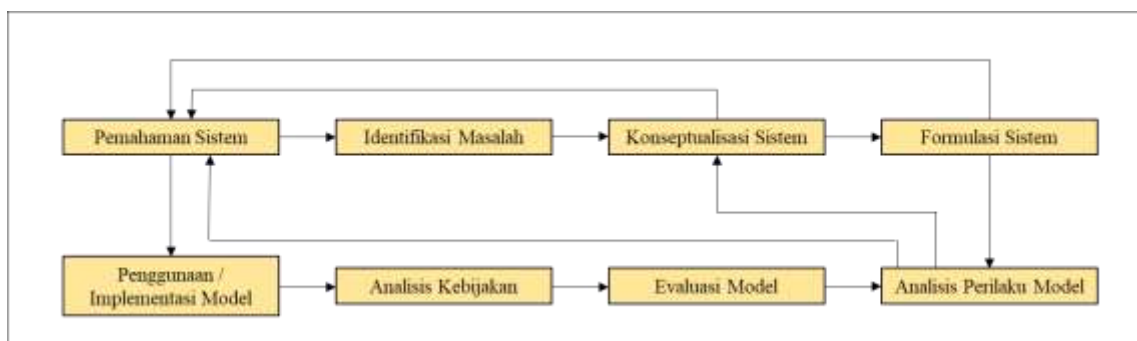 Pemahaman Sistem
Identifikasi Masalah
Konseptualisasi Sistem
Formulasi Sistem
Penggunaan /
Implementasi Model
Analisis Kebijakan
Evaluasi Model
Analisis Perilaku Model